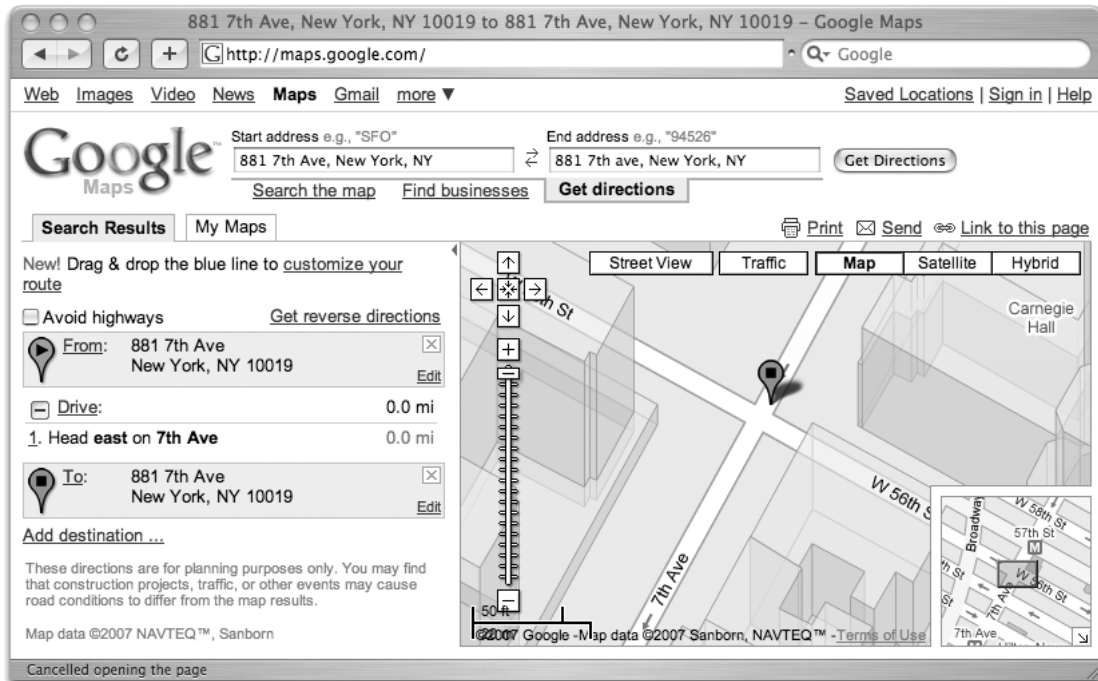 881 7th Ave, New York, NY 10019 to 881 7th Ave, New York, NY 10019 – Google Maps
G http://maps.google.com/
Google
Web Images Video News Maps Gmail more ▼
Saved Locations | Sign in | Help
Google™
Maps
Start address e.g., "SFO"
End address e.g., "94526"
881 7th Ave, New York, NY
881 7th ave, New York, NY
Get Directions
Search the map
Find businesses
Get directions
Search Results
My Maps
Print
Send
Link to this page
New! Drag & drop the blue line to customize your
route
Avoid highways
Get reverse directions
From: 881 7th Ave
New York, NY 10019
Edit
Drive: 0.0 mi
1. Head east on 7th Ave 0.0 mi
To: 881 7th Ave
New York, NY 10019
Edit
Add destination ...
These directions are for planning purposes only. You may find
that construction projects, traffic, or other events may cause
road conditions to differ from the map results.
Map data ©2007 NAVTEQ™, Sanborn
Street View
Traffic
Map
Satellite
Hybrid
Carnegie
Hall
W 56th St
7th Ave
50 ft
©2007 Google - Map data ©2007 Sanborn, NAVTEQ™ - Terms of Use
Broadway
W 58th St
57th St
M
W 56th St
7th Ave
7th Ave
Cancelled opening the page